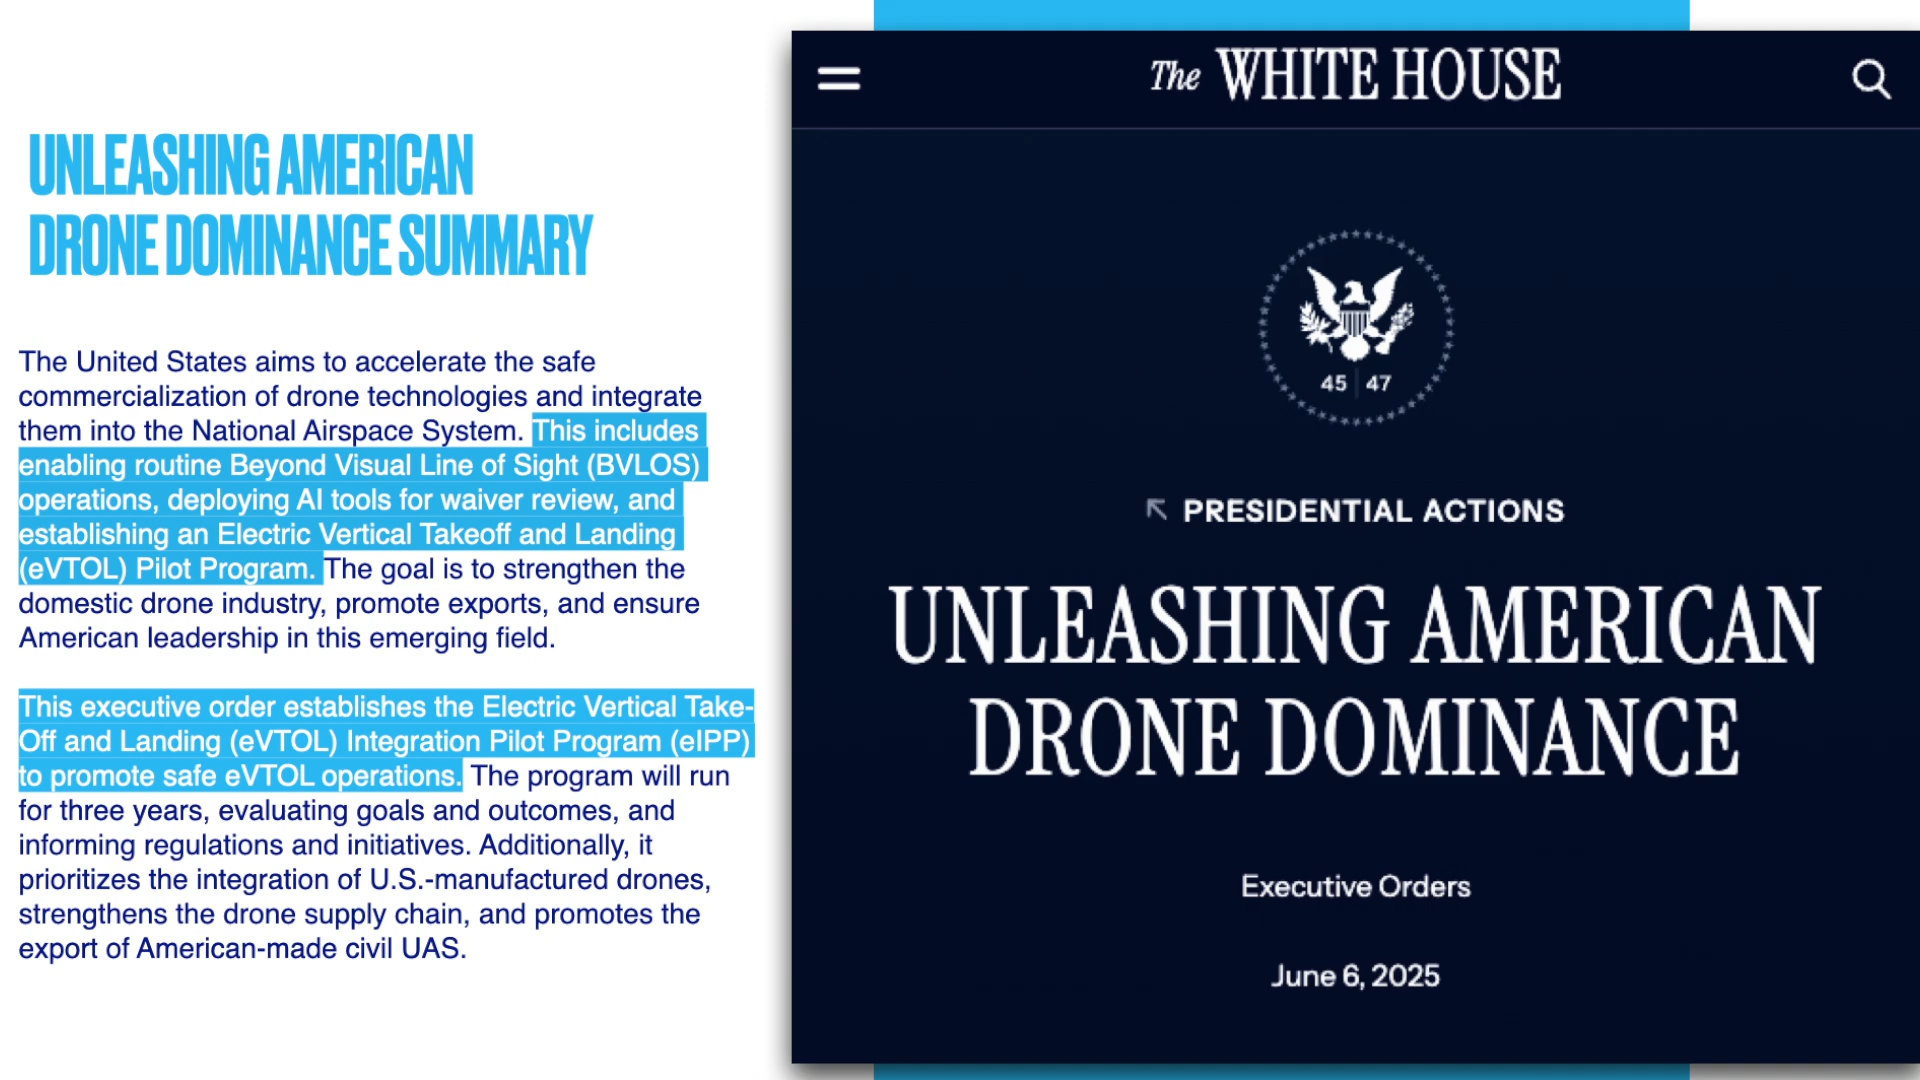 UNLEASHING AMERICAN
DRONE DOMINANCE SUMMARY
The United States aims to accelerate the safe
commercialization of drone technologies and integrate
them into the National Airspace System. This includes
enabling routine Beyond Visual Line of Sight (BVLOS)
operations, deploying AI tools for waiver review, and
establishing an Electric Vertical Takeoff and Landing
(eVTOL) Pilot Program. The goal is to strengthen the
domestic drone industry, promote exports, and ensure
American leadership in this emerging field.
This executive order establishes the Electric Vertical Take-
Off and Landing (eVTOL) Integration Pilot Program (eIPP)
to promote safe eVTOL operations. The program will run
for three years, evaluating goals and outcomes, and
informing regulations and initiatives. Additionally, it
prioritizes the integration of U.S.-manufactured drones,
strengthens the drone supply chain, and promotes the
export of American-made civil UAS.
The WHITE HOUSE
45 47
PRESIDENTIAL ACTIONS
UNLEASHING AMERICAN
DRONE DOMINANCE
Executive Orders
June 6, 2025